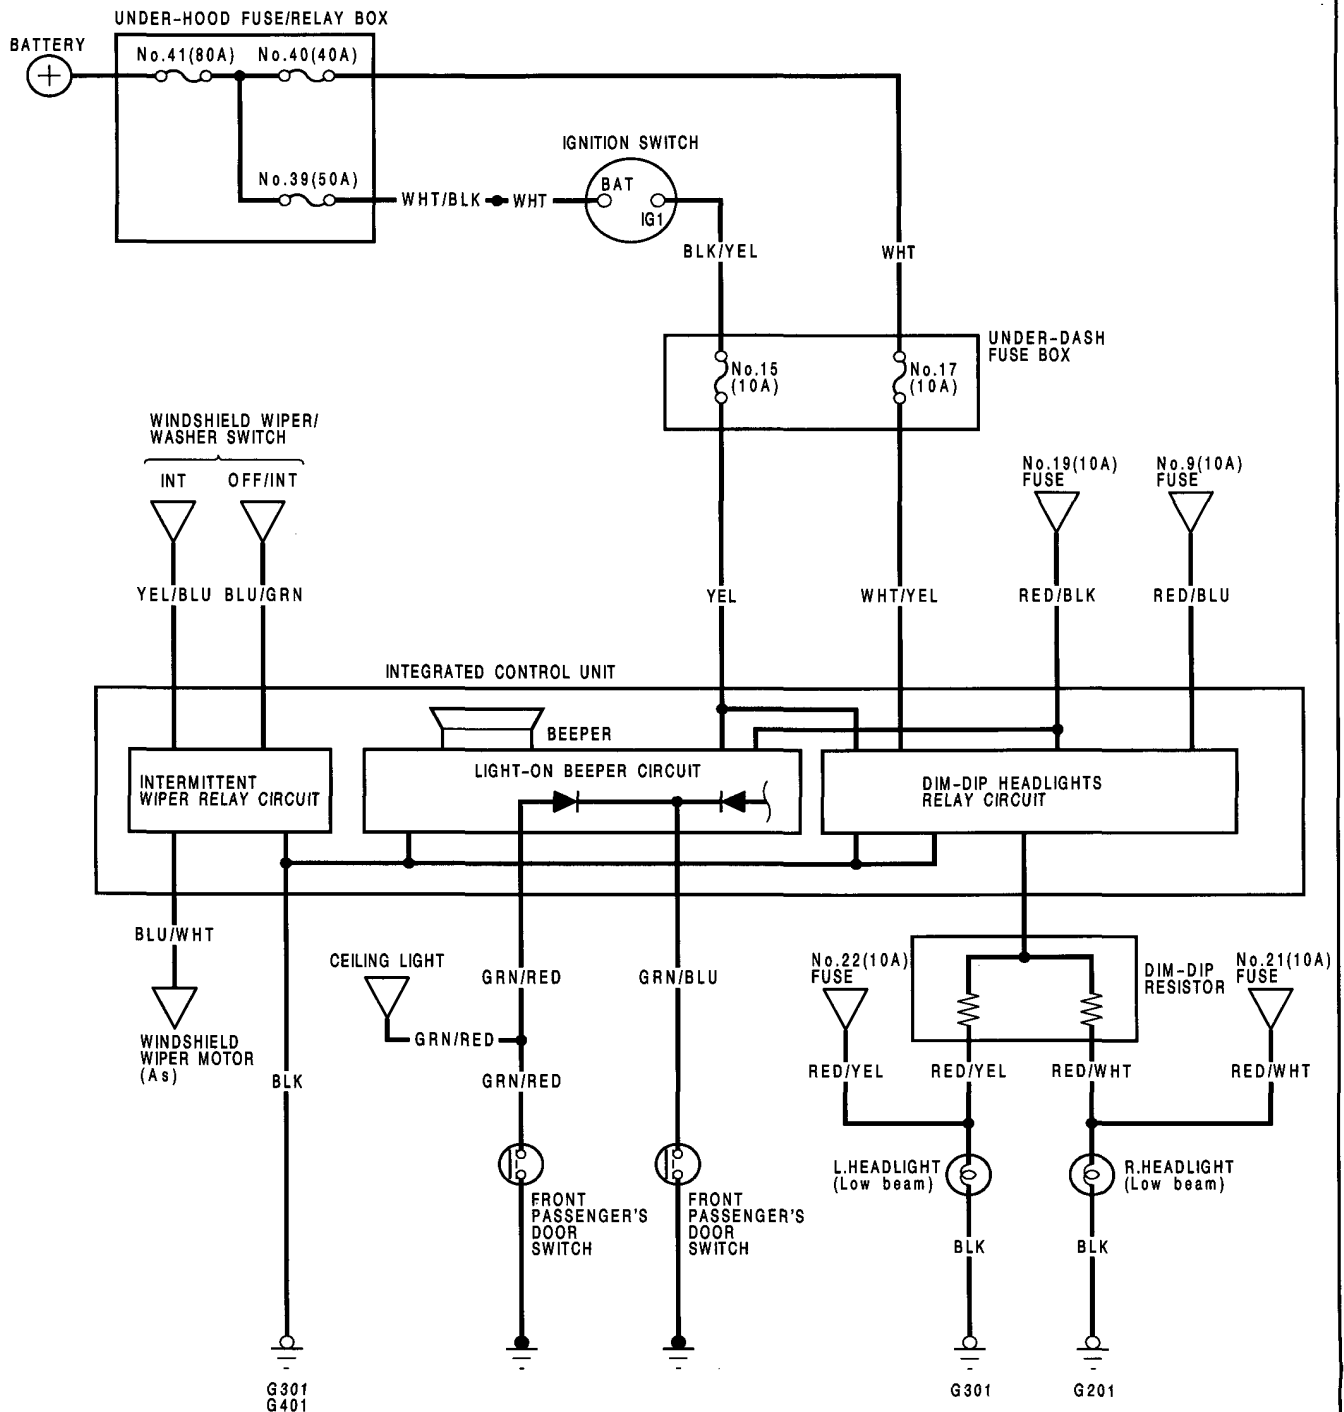 UNDER-HOOD FUSE/RELAY BOX
BATTERY
No.41(80A) No.40(40A)
No.39(50A)
WHT/BLK
WHT
IGNITION SWITCH
BAT
IG1
BLK/YEL
WHT
UNDER-DASH
FUSE BOX
No.15
(10A)
No.17
(10A)
WINDSHIELD WIPER/
WASHER SWITCH
INT
OFF/INT
No.19(10A)
FUSE
No.9(10A)
FUSE
YEL/BLU
BLU/GRN
YEL
WHT/YEL
RED/BLK
RED/BLU
INTEGRATED CONTROL UNIT
BEEPER
INTERMITTENT
WIPER RELAY CIRCUIT
LIGHT-ON BEEPER CIRCUIT
DIM-DIP HEADLIGHTS
RELAY CIRCUIT
BLU/WHT
WINDSHIELD
WIPER MOTOR
(As)
BLK
CEILING LIGHT
GRN/RED
GRN/RED
GRN/RED
GRN/BLU
No.22(10A)
FUSE
DIM-DIP
RESISTOR
No.21(10A)
FUSE
RED/YEL
RED/YEL
RED/WHT
RED/WHT
FRONT
PASSENGER'S
DOOR
SWITCH
FRONT
PASSENGER'S
DOOR
SWITCH
L.HEADLIGHT
(Low beam)
R.HEADLIGHT
(Low beam)
BLK
BLK
G301
G401
G301
G201